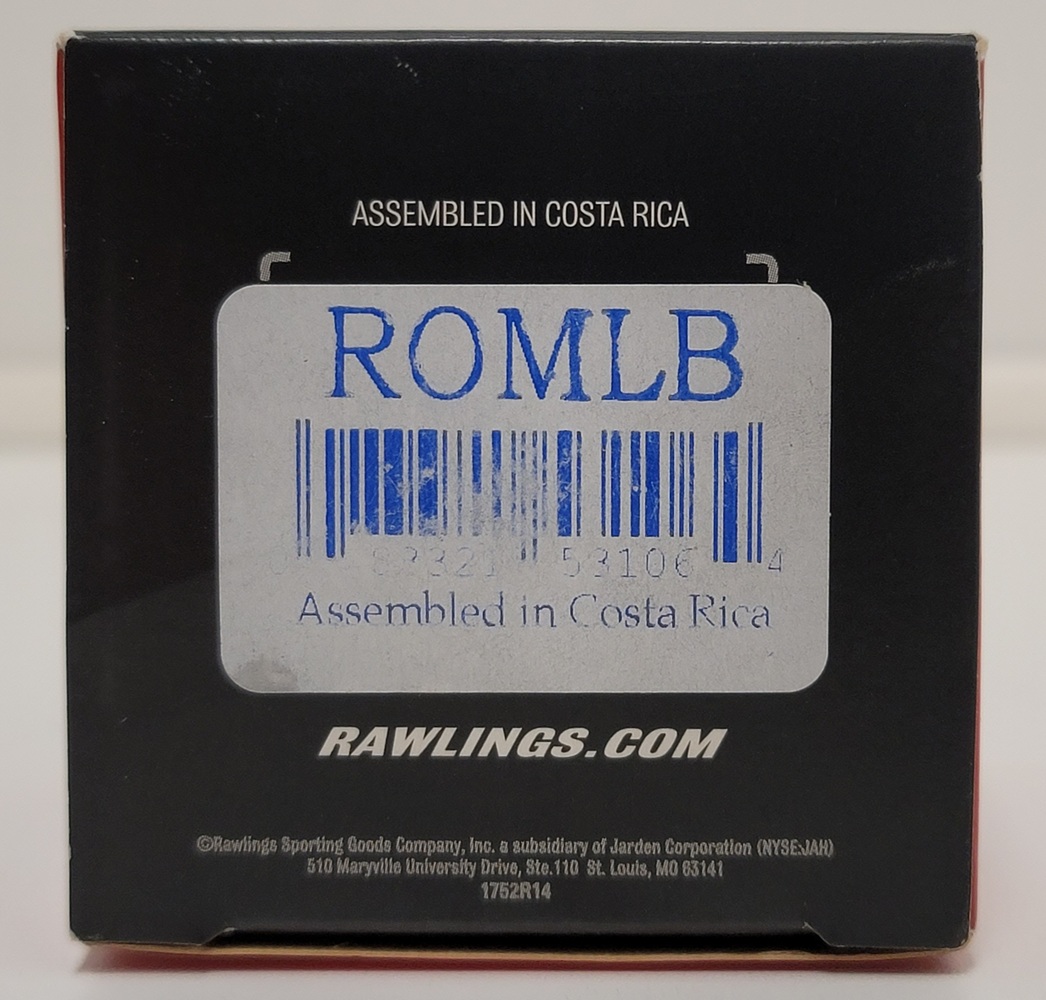 ASSEMBLED IN COSTA RICA
ROMLB
83321 53106 4
Assembled in Costa Rica
RAWLINGS.COM
©Rawlings Sporting Goods Company, Inc. a subsidiary of Jarden Corporation (NYSE:JAH)
510 Maryville University Drive, Ste.110 St. Louis, MO 63141
1752R14